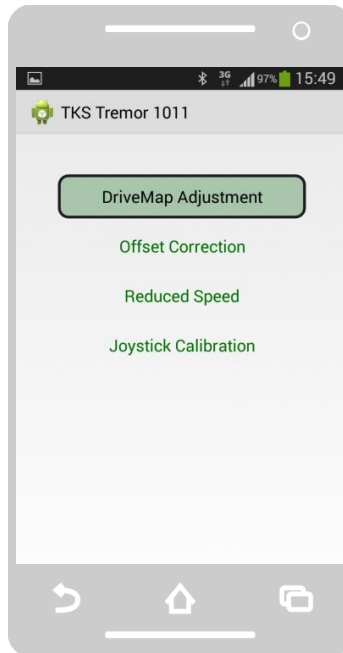 3G 97% 15:49
TKS Tremor 1011
DriveMap Adjustment
Offset Correction
Reduced Speed
Joystick Calibration